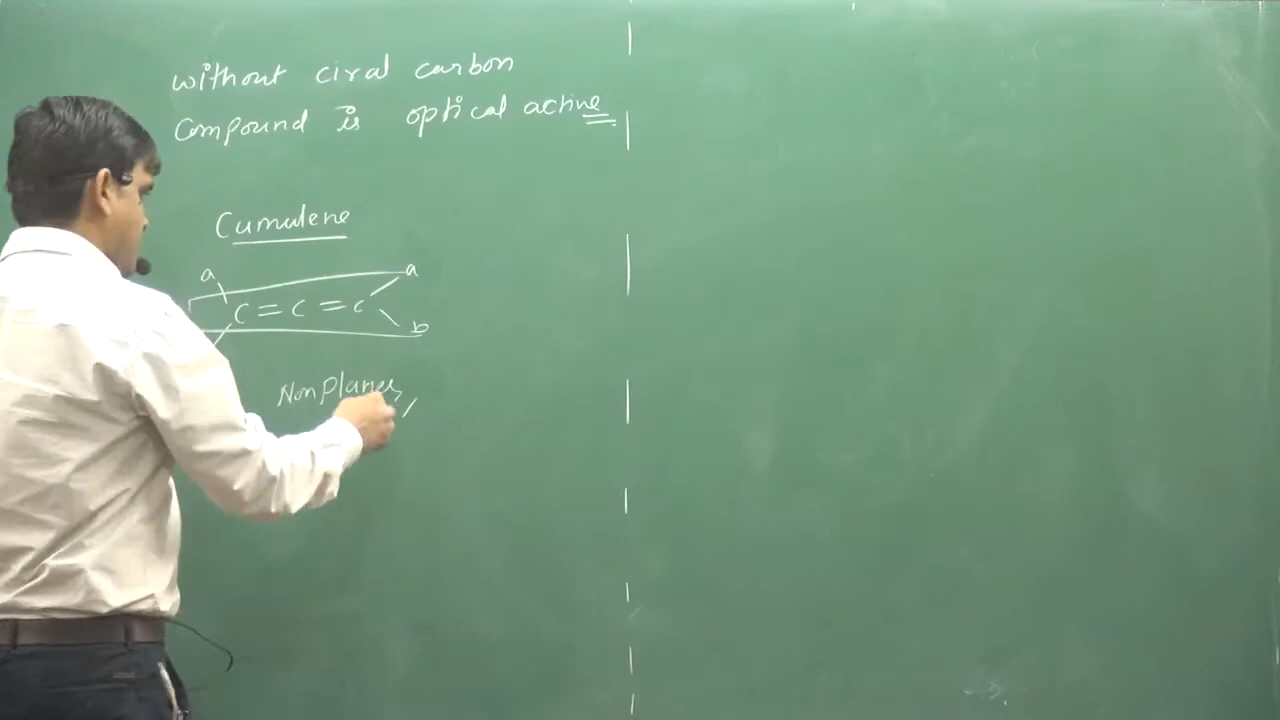 without ciral carbon
compound is optical active
Cumulene
a a
C = C = C
b
Non Planer